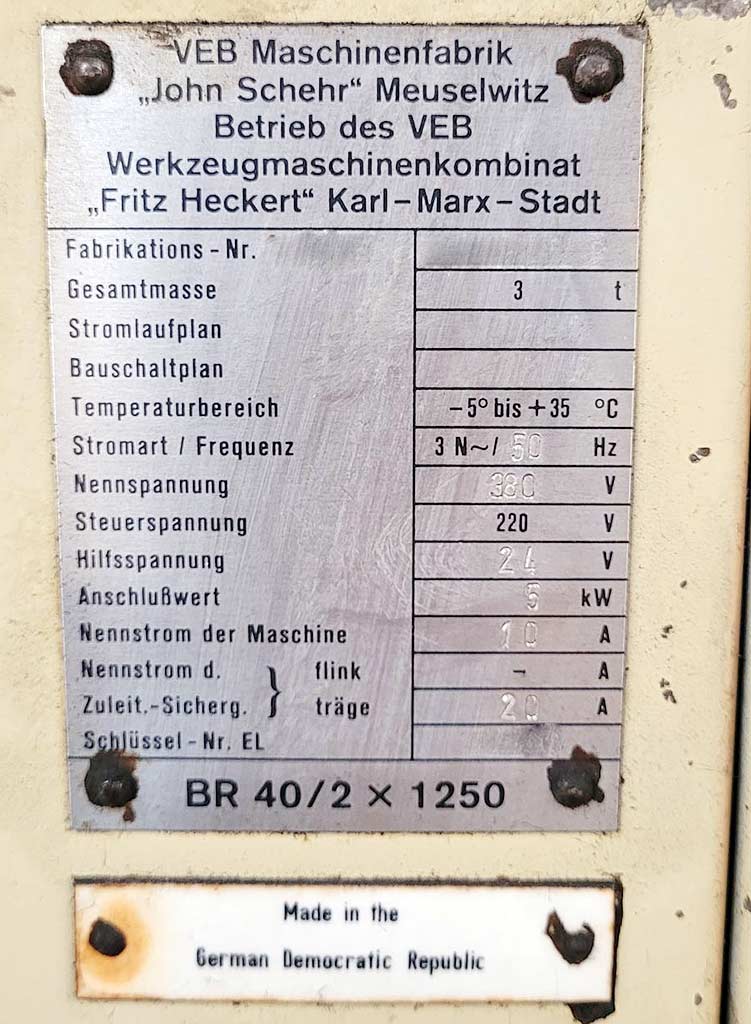 VEB Maschinenfabrik
„John Schehr“ Meuselwitz
Betrieb des VEB
Werkzeugmaschinenkombinat
„Fritz Heckert“ Karl-Marx-Stadt
Fabrikations-Nr.
Gesamtmasse 3 t
Stromlaufplan
Bauschaltplan
Temperaturbereich -5° bis +35 °C
Stromart / Frequenz 3 N~/ 50 Hz
Nennspannung 380 V
Steuerspannung 220 V
Hilfsspannung 24 V
Anschlußwert 5 kW
Nennstrom der Maschine 10 A
Nennstrom d. } flink - A
Zuleit.-Sicherg. träge 20 A
Schlüssel-Nr. EL
BR 40/2 × 1250
Made in the
German Democratic Republic